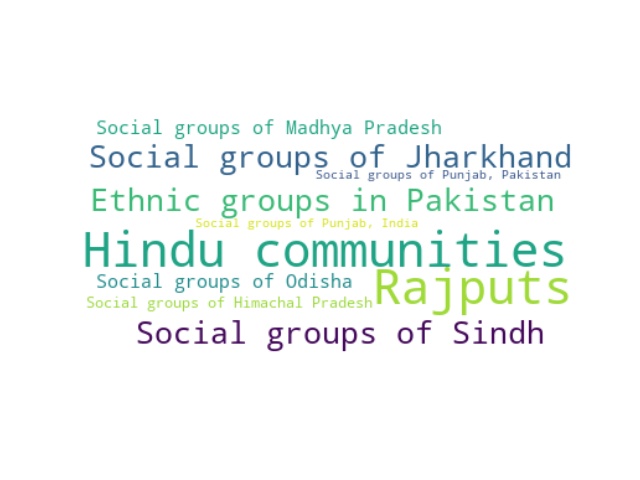 Social groups of Madhya Pradesh
Social groups of Jharkhand
Social groups of Punjab, Pakistan
Ethnic groups in Pakistan
Social groups of Punjab, India
Hindu communities
Social groups of Odisha
Rajputs
Social groups of Himachal Pradesh
Social groups of Sindh